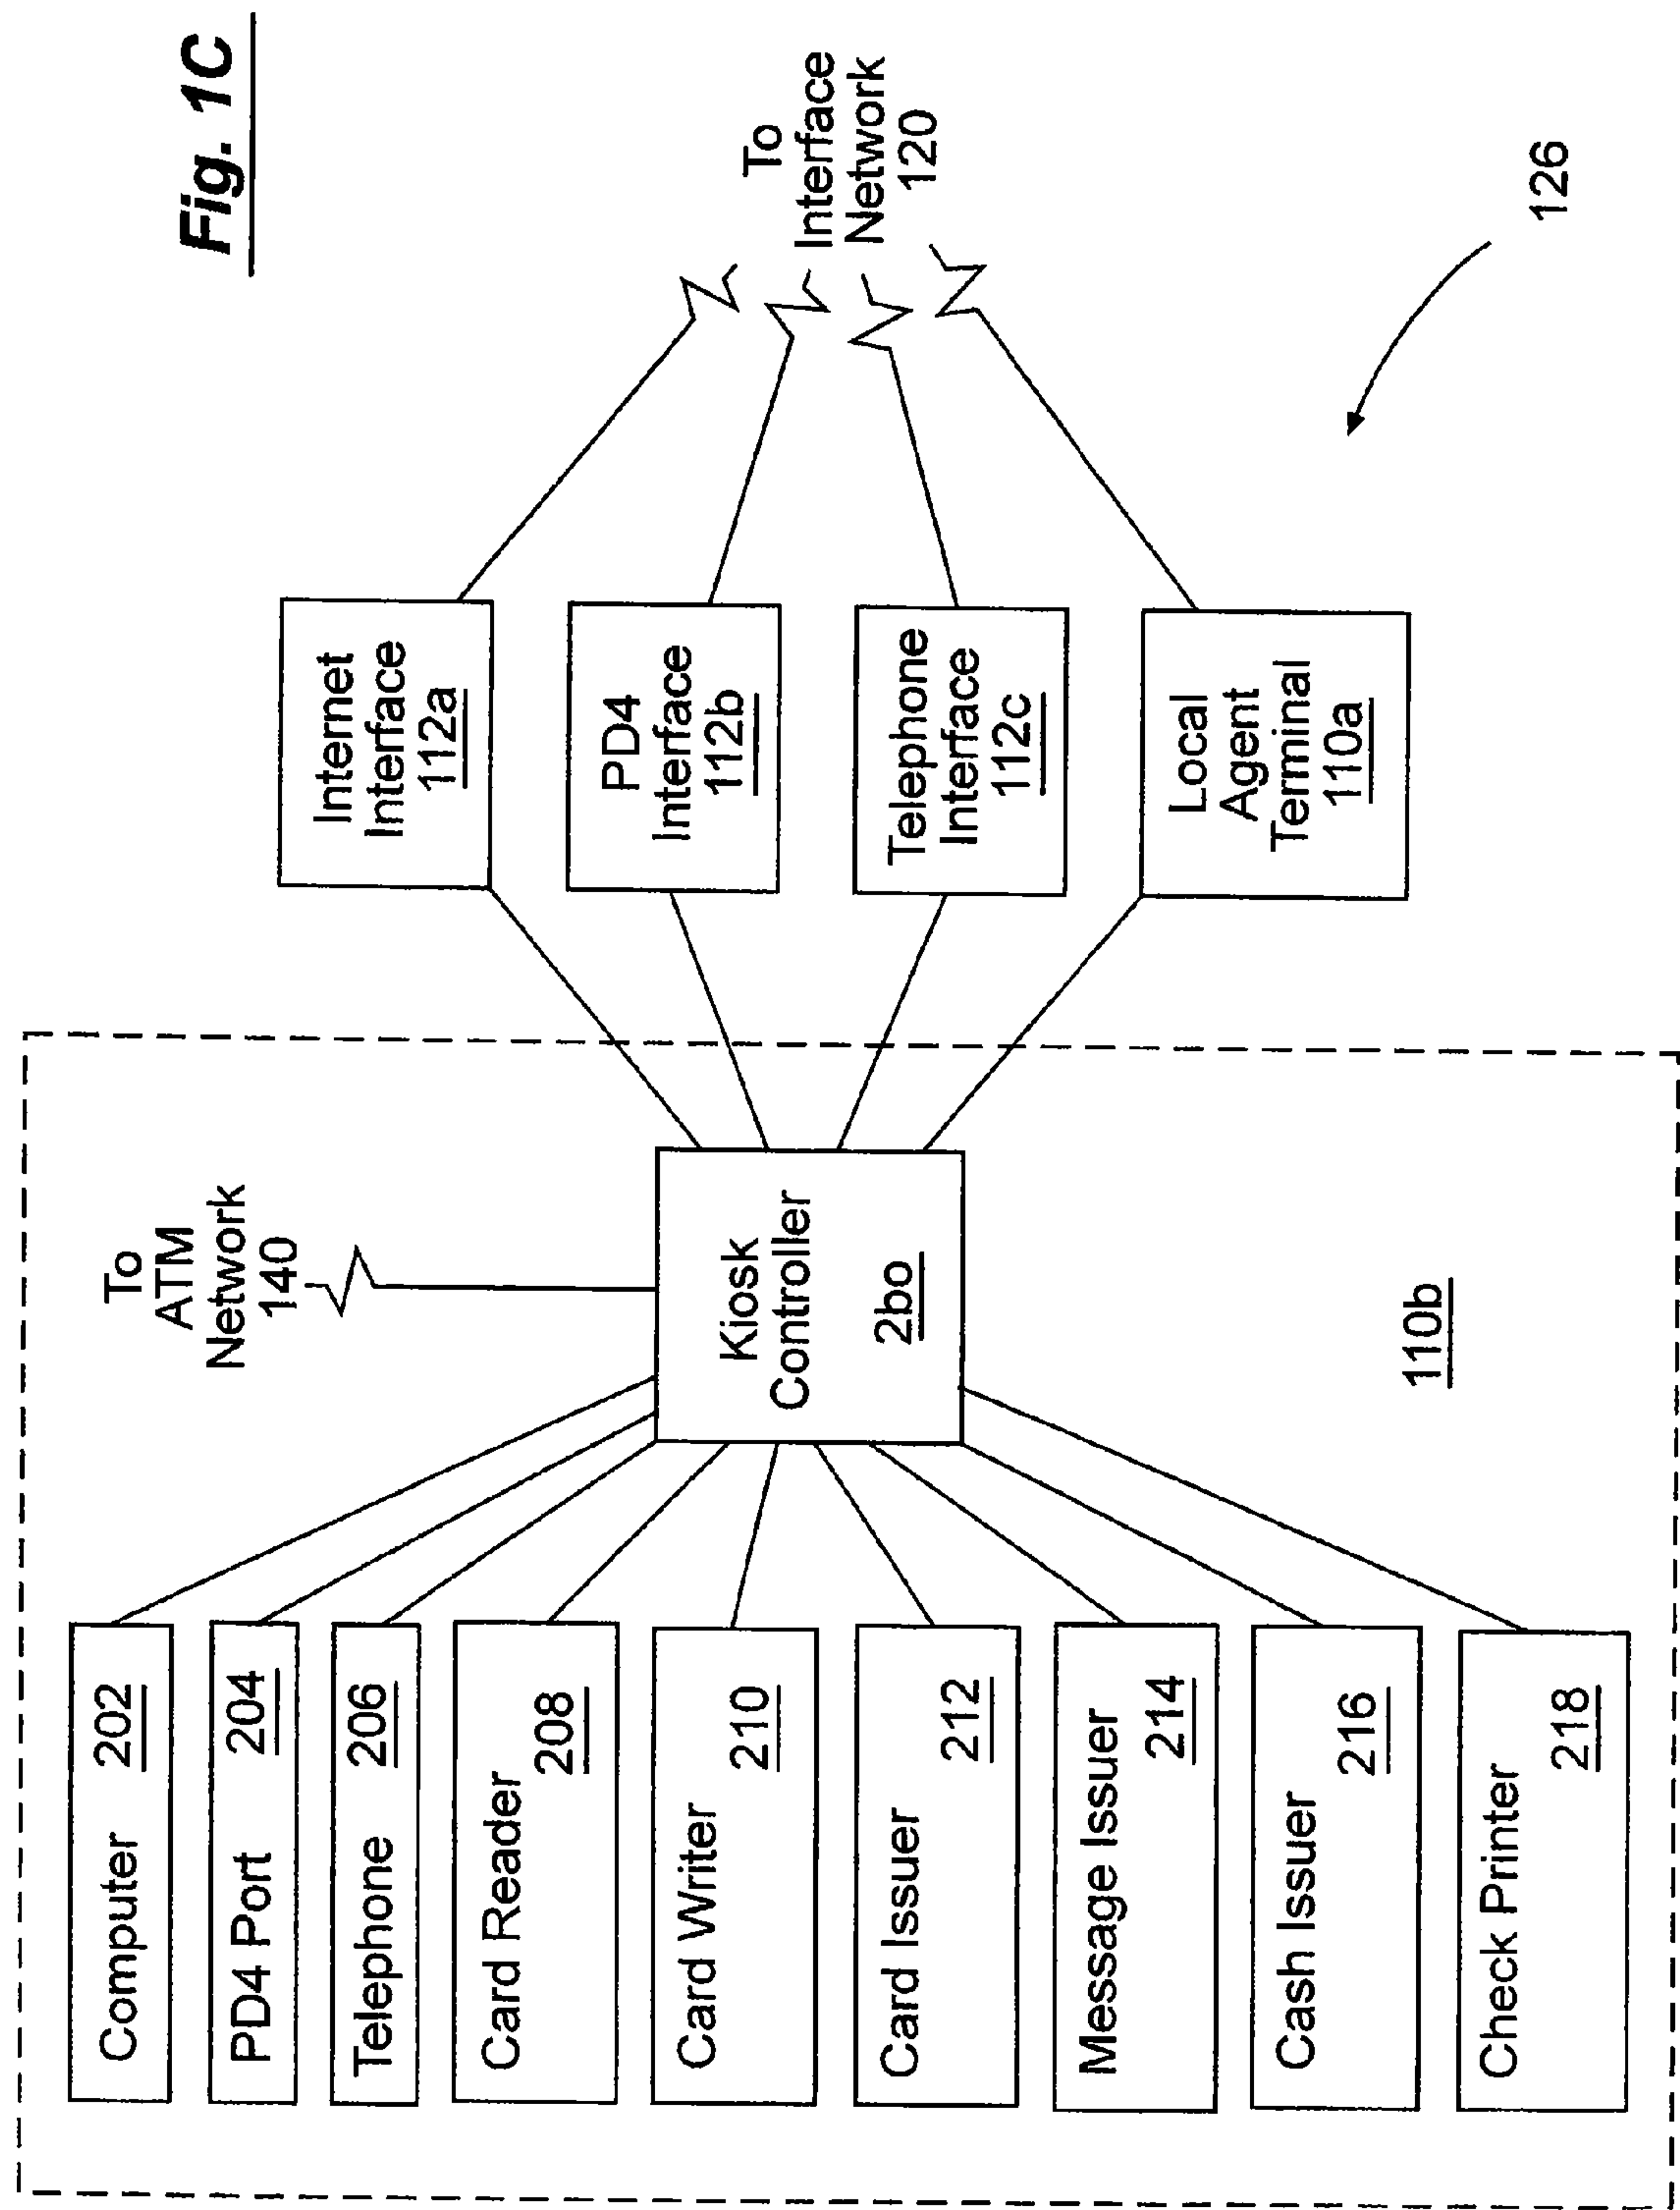 Fig. 1C
To
ATM
Network
140
Computer 202
PD4 Port 204
Telephone 206
Card Reader
208
Card Writer
210
Card Issuer
212
Message Issuer
214
Cash Issuer
216
Check Printer
218
Kiosk
Controller
2bo
110b
Internet
Interface
112a
PD4
Interface
112b
Telephone
Interface
112c
Local
Agent
Terminal
110a
To
Interface
Network
120
126